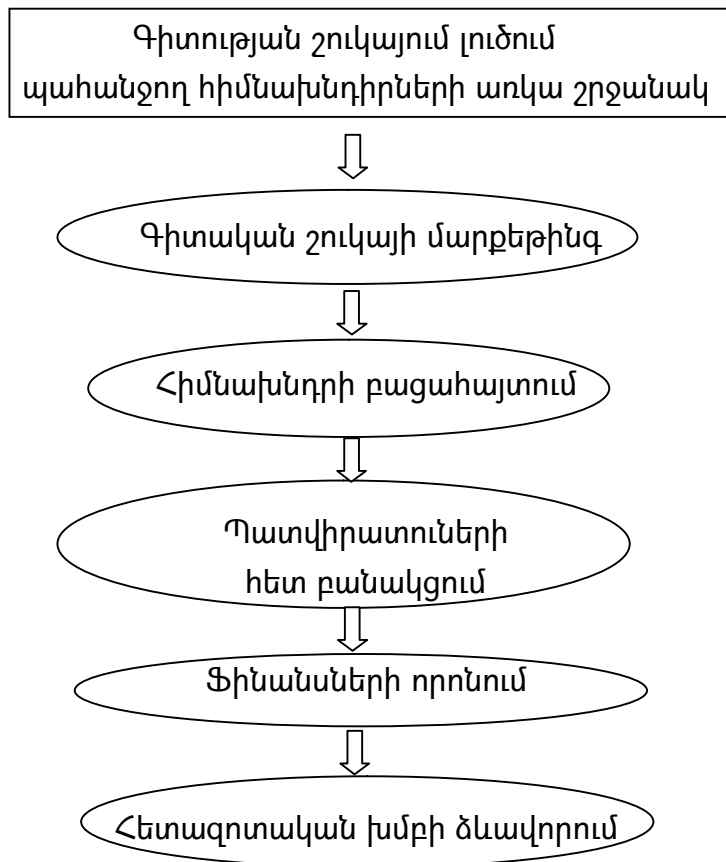 Գիտության շուկայում լուծում
պահանջող հիմնախնդիրների առկա շրջանակ
Գիտական շուկայի մարքեթինգ
Հիմնախնդրի բացահայտում
Պատվիրատուների
հետ բանակցում
Ֆինանսների որոնում
Հետազոտական խմբի ձևավորում